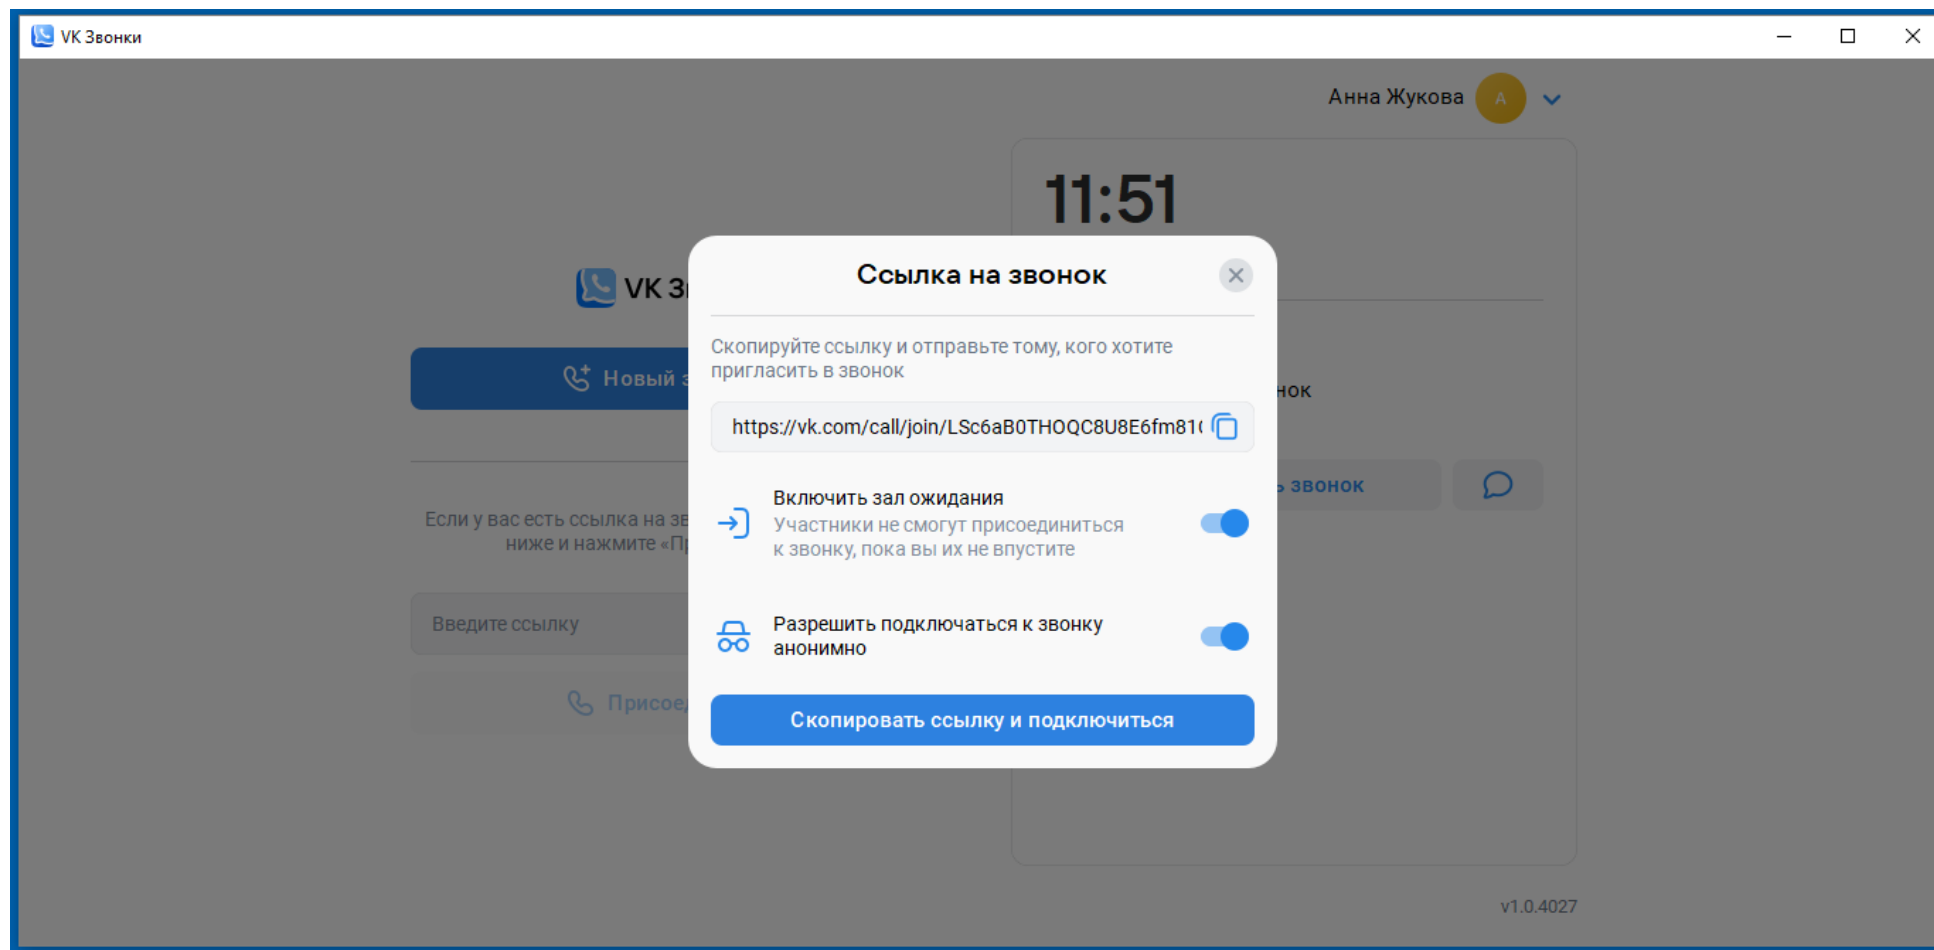 VK Звонки
Анна Жукова
А
11:51
VK
Ссылка на звонок
Скопируйте ссылку и отправьте тому, кого хотите
пригласить в звонок
Новый
https://vk.com/call/join/LSc6aB0THOQC8U8E6fm81
Включить зал ожидания
Участники не смогут присоединиться
к звонку, пока вы их не впустите
звонок
Если у вас есть ссылка на
ниже и нажмите
Введите ссылку
Разрешить подключаться к звонку
анонимно
Скопировать ссылку и подключиться
v1.0.4027